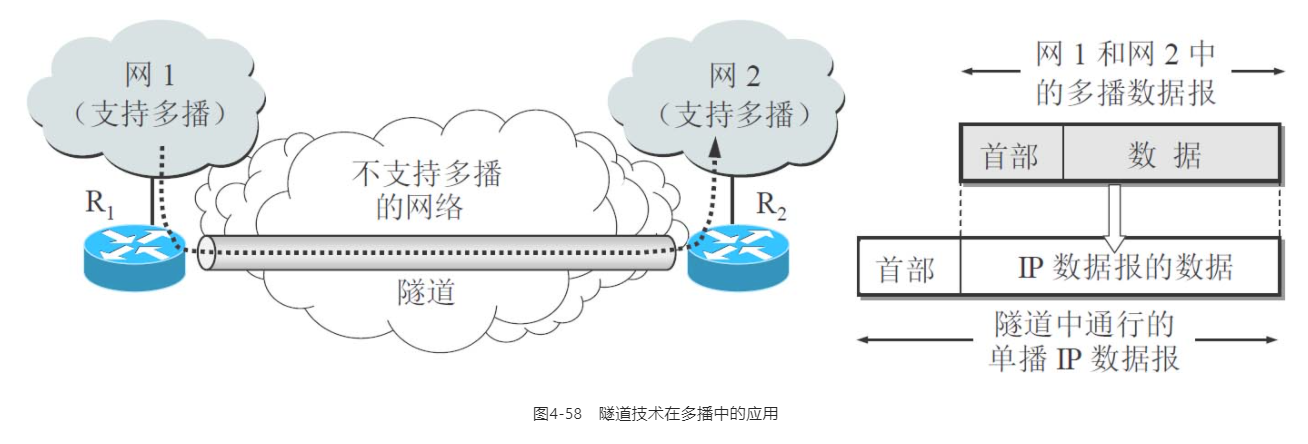 网 1
（支持多播）
网 2
（支持多播）
不支持多播
的网络
R1
R2
隧道
网 1 和网 2 中
的多播数据报
首部
数 据
首部
IP 数据报的数据
隧道中通行的
单播 IP 数据报
图4-58 隧道技术在多播中的应用